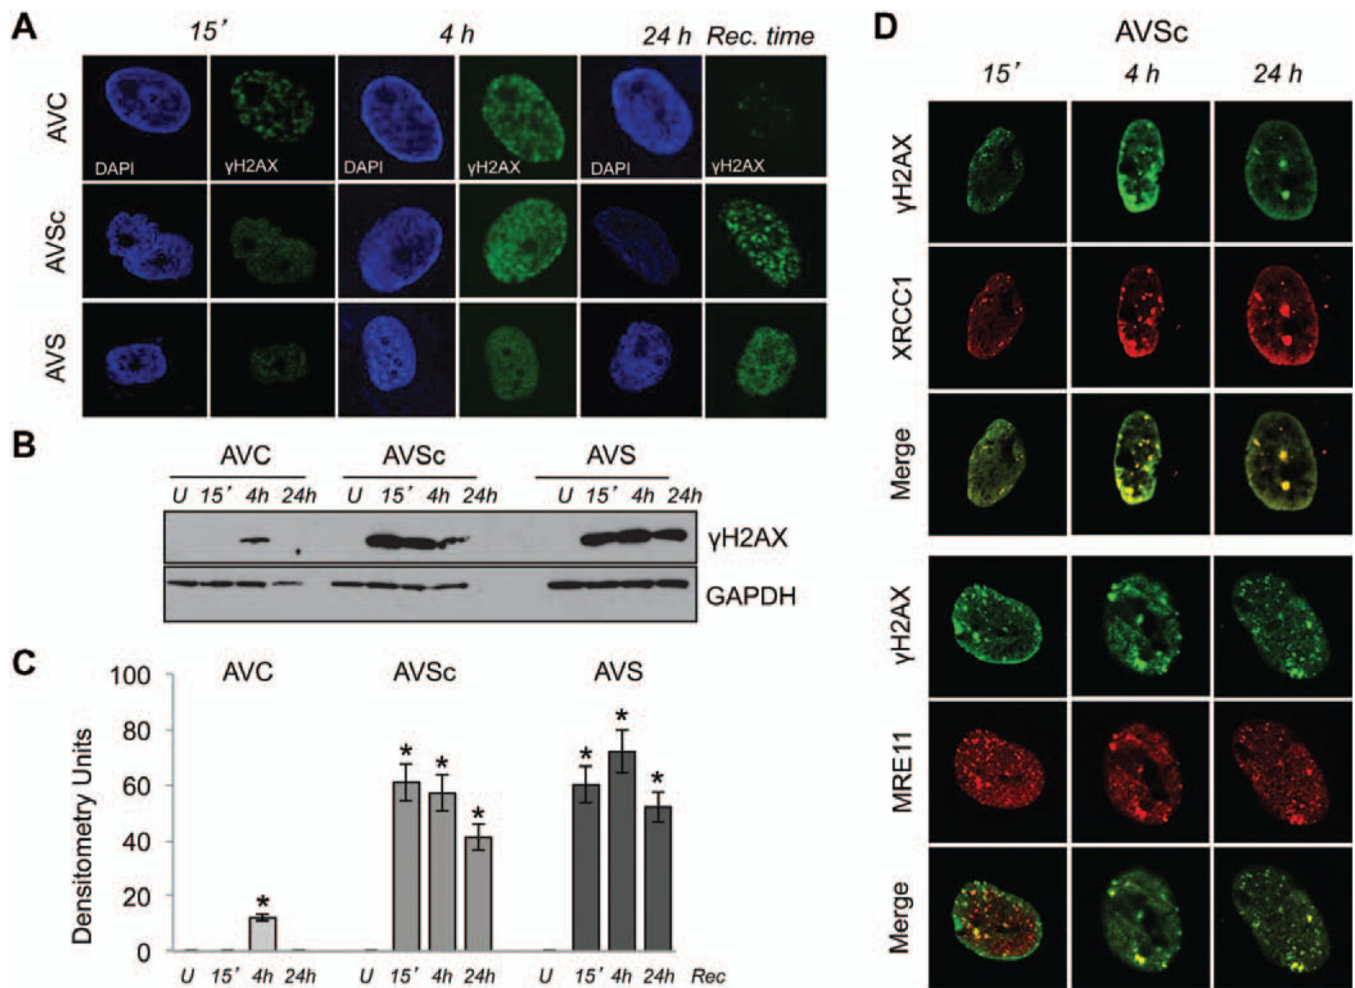 A
15’ 4 h 24 h Rec. time
AVC
DAPI γH2AX DAPI γH2AX DAPI γH2AX
AVSc
AVS
B
AVC AVSc AVS
U 15’ 4h 24h U 15’ 4h 24h U 15’ 4h 24h
γH2AX
GAPDH
C
AVC AVSc AVS
Densitometry Units
100
80
60
40
20
0
* * * * * * *
U 15’ 4h 24h U 15’ 4h 24h U 15’ 4h 24h Rec
D
AVSc
15’ 4 h 24 h
γH2AX
XRCC1
Merge
γH2AX
MRE11
Merge